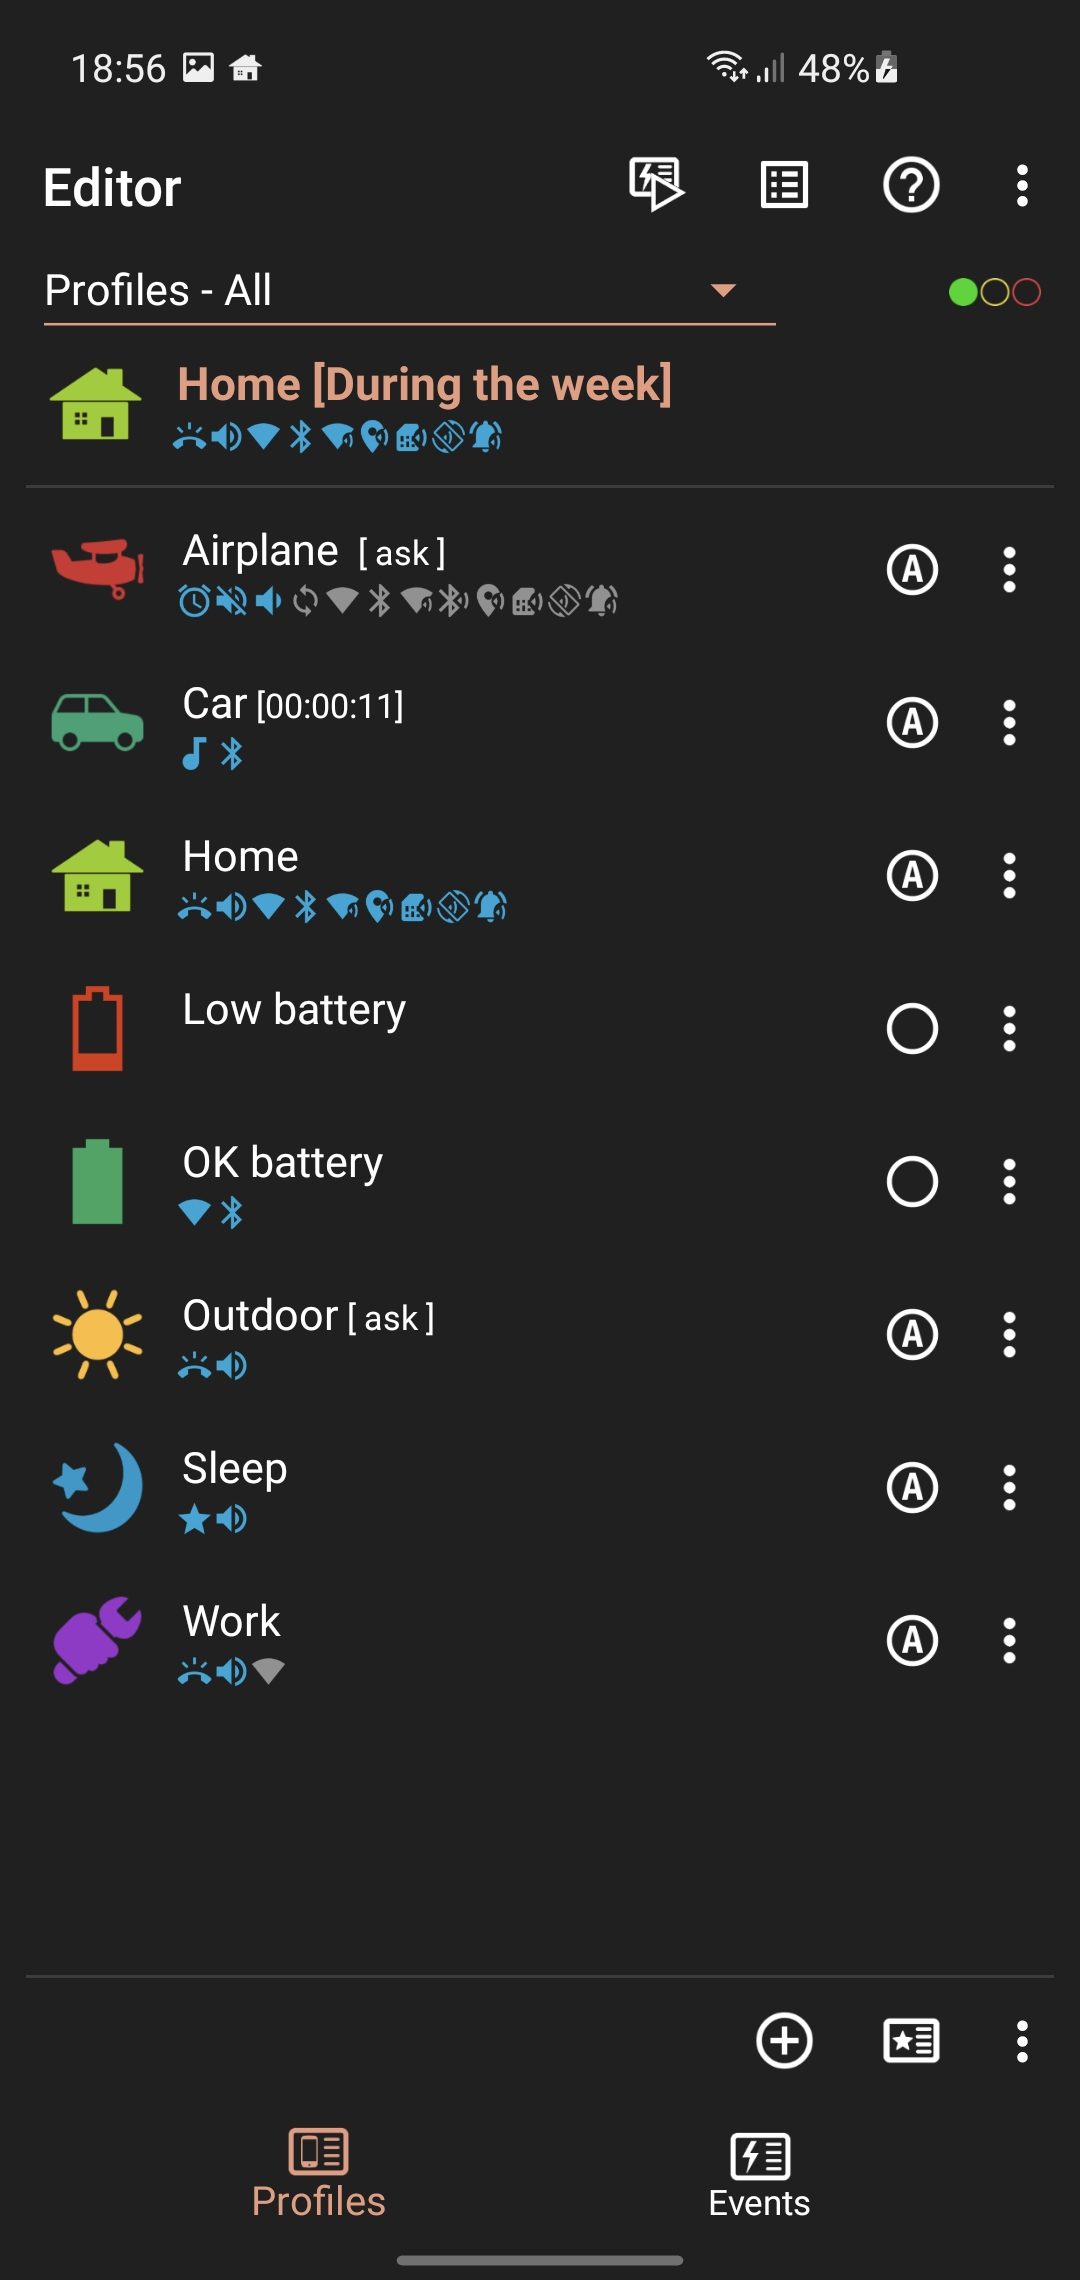 18:56 48%
Editor
Profiles - All
Home [During the week]
Airplane [ ask ]
Car [00:00:11]
Home
Low battery
OK battery
Outdoor [ ask ]
Sleep
Work
Profiles Events